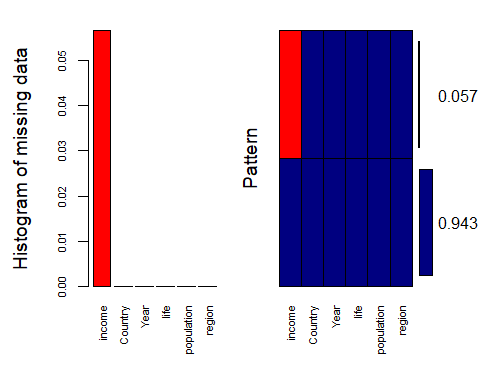 Histogram of missing data
0.05
0.04
0.03
0.02
0.01
0.00
income
Country
Year
life
population
region
Pattern
income
Country
Year
life
population
region
0.057
0.943